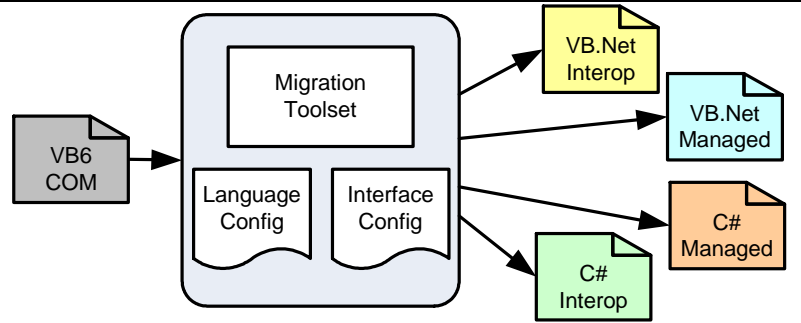 VB6
COM
Migration
Toolset
Language
Config
Interface
Config
VB.Net
Interop
VB.Net
Managed
C#
Managed
C#
Interop